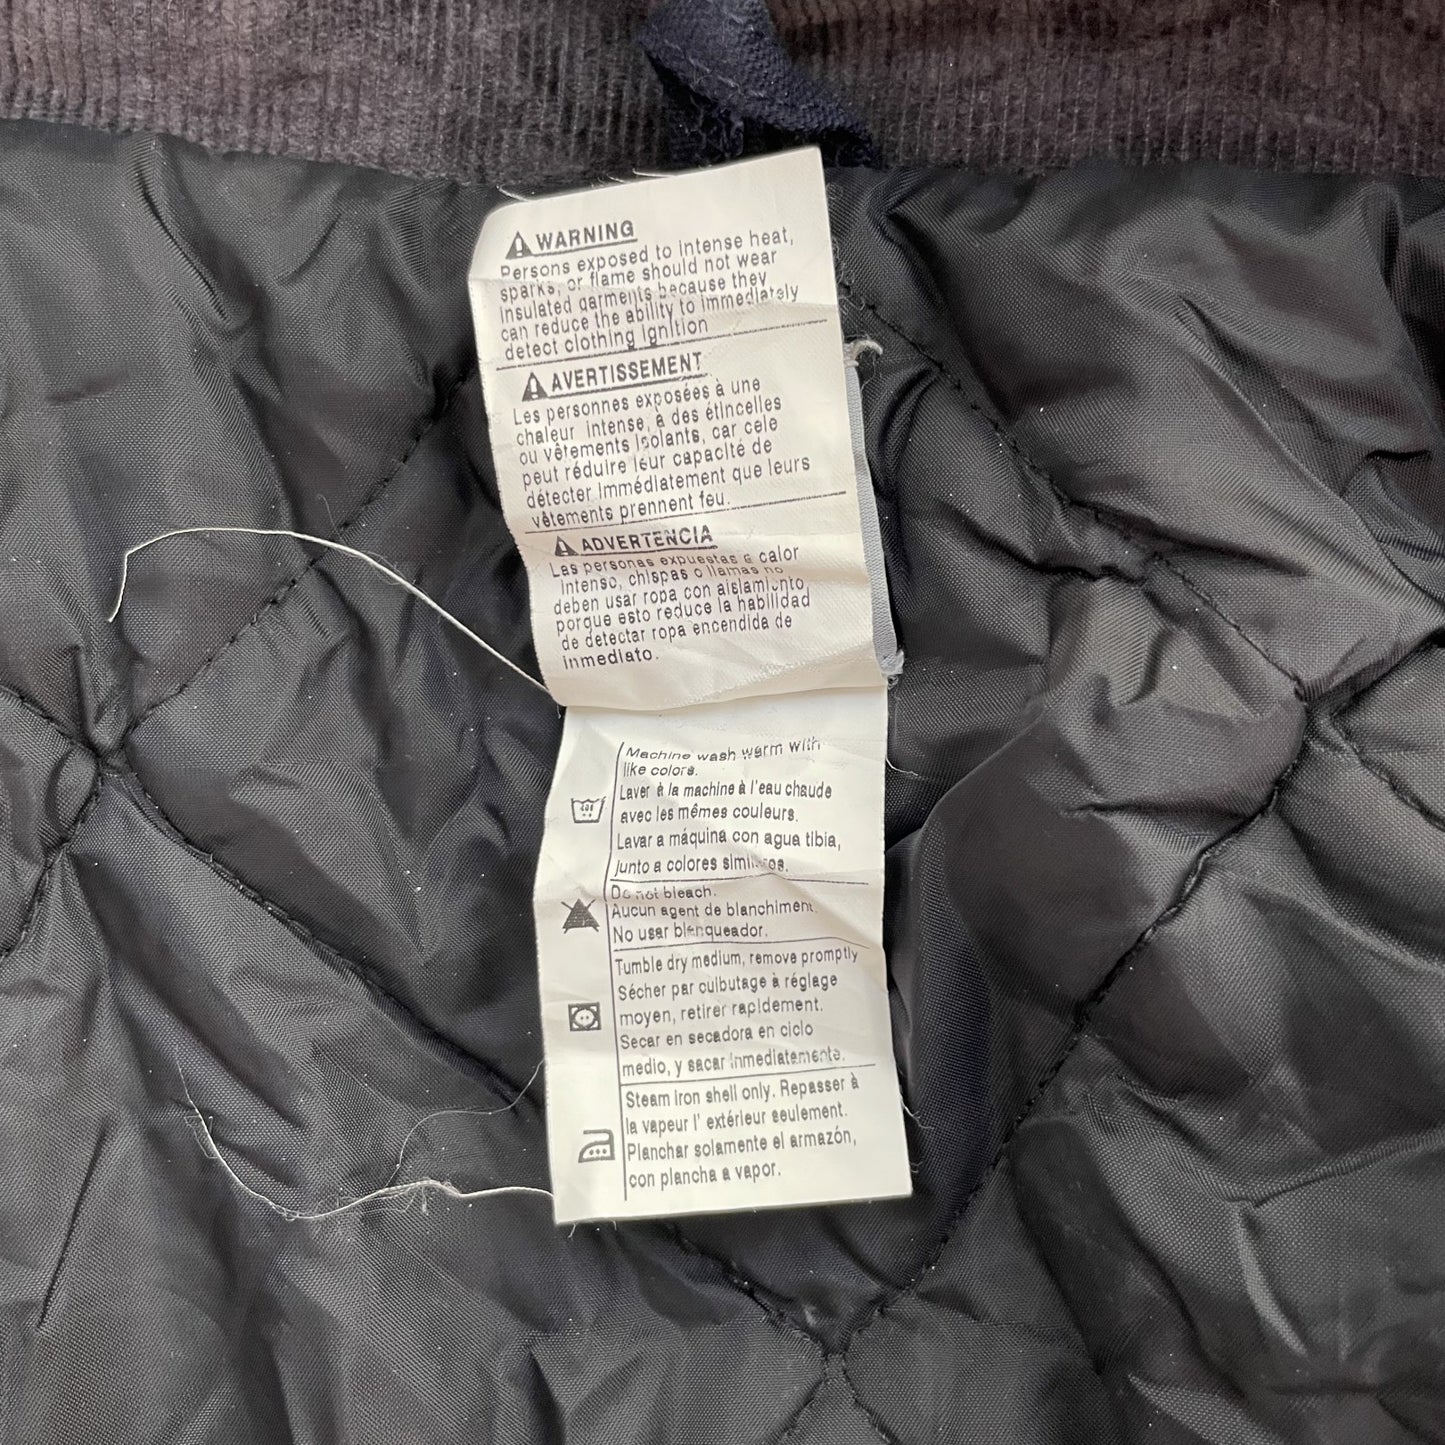 WARNING
Persons exposed to intense heat,
sparks, or flame should not wear
insulated garments because they
can reduce the ability to immediately
detect clothing ignition
AVERTISSEMENT
Les personnes exposées à une
chaleur intense, à des étincelles
ou vêtements isolants, car cele
peut réduire leur capacité de
détecter immédiatement que leurs
vêtements prennent feu.
ADVERTENCIA
Las personas expuestas a calor
intenso, chispas o llamas no
deben usar ropa con aislamiento
porque esto reduce la habilidad
de detectar ropa encendida de
inmediato.
Machine wash warm with
like colors.
Laver à la machine à l'eau chaude
avec les mêmes couleurs.
Lavar a máquina con agua tibia,
junto a colores similares.
Do not bleach.
Aucun agent de blanchiment.
No usar blanqueador.
Tumble dry medium, remove promptly
Sécher par culbutage à réglage
moyen, retirer rapidement.
Secar en secadora en ciclo
medio, y sacar inmediatemente.
Steam iron shell only. Repasser à
la vapeur l' extérieur seulement.
Planchar solamente el armazón,
con plancha a vapor.